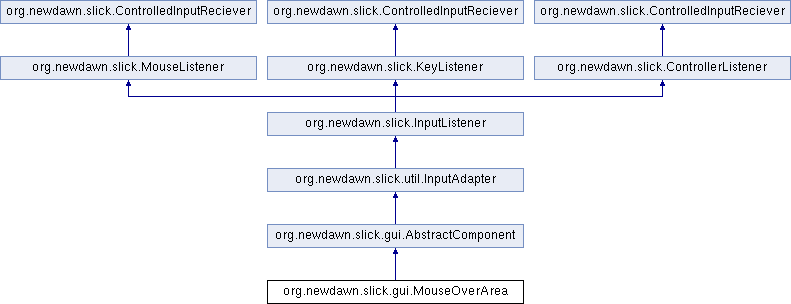 org.newdawn.slick.ControlledInputReciever
org.newdawn.slick.ControlledInputReciever
org.newdawn.slick.ControlledInputReciever
org.newdawn.slick.MouseListener
org.newdawn.slick.KeyListener
org.newdawn.slick.ControllerListener
org.newdawn.slick.InputListener
org.newdawn.slick.util.InputAdapter
org.newdawn.slick.gui.AbstractComponent
org.newdawn.slick.gui.MouseOverArea